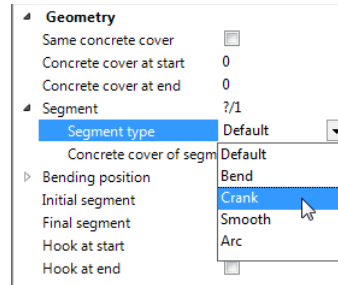 Geometry
Same concrete cover
Concrete cover at start 0
Concrete cover at end 0
Segment ?/1
Segment type Default
Concrete cover of segm Default
Bending position Bend
Initial segment Crank
Final segment Smooth
Hook at start Arc
Hook at end